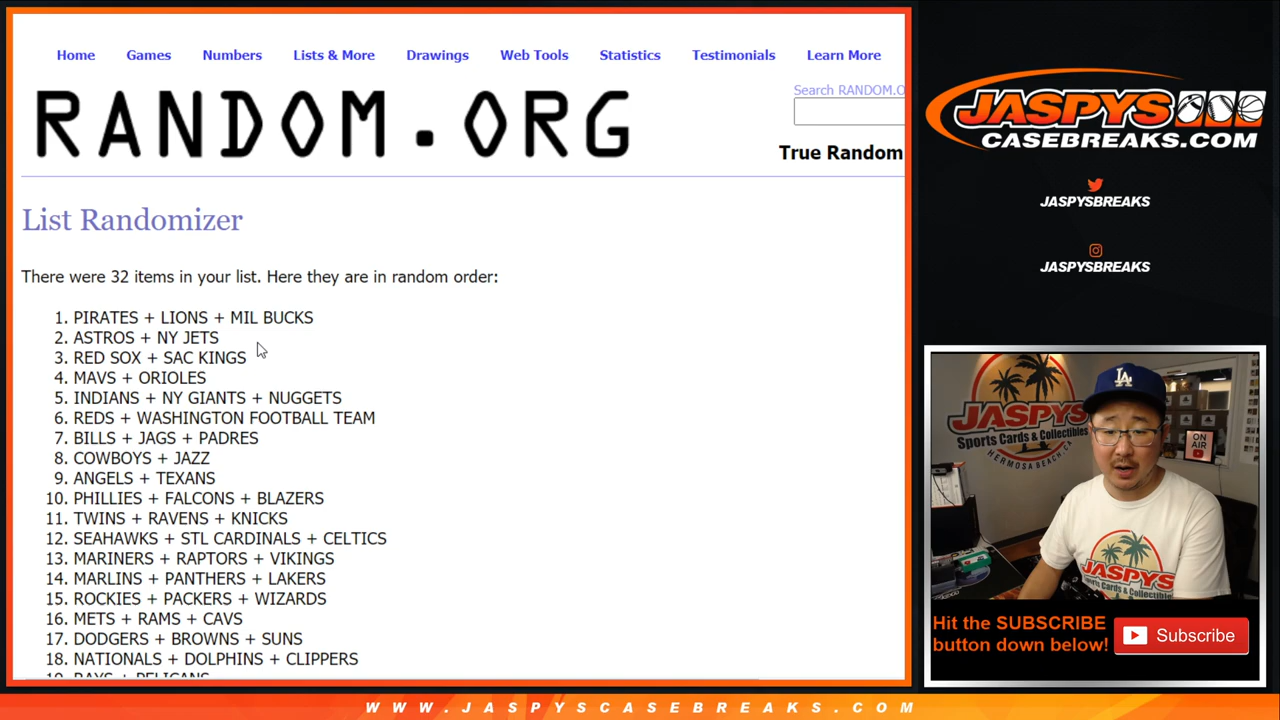 Home Games Numbers Lists & More Drawings Web Tools Statistics Testimonials Learn More
Search RANDOM.O
RANDOM.ORG
True Random
List Randomizer
There were 32 items in your list. Here they are in random order:
1. PIRATES + LIONS + MIL BUCKS
2. ASTROS + NY JETS
3. RED SOX + SAC KINGS
4. MAVS + ORIOLES
5. INDIANS + NY GIANTS + NUGGETS
6. REDS + WASHINGTON FOOTBALL TEAM
7. BILLS + JAGS + PADRES
8. COWBOYS + JAZZ
9. ANGELS + TEXANS
10. PHILLIES + FALCONS + BLAZERS
11. TWINS + RAVENS + KNICKS
12. SEAHAWKS + STL CARDINALS + CELTICS
13. MARINERS + RAPTORS + VIKINGS
14. MARLINS + PANTHERS + LAKERS
15. ROCKIES + PACKERS + WIZARDS
16. METS + RAMS + CAVS
17. DODGERS + BROWNS + SUNS
18. NATIONALS + DOLPHINS + CLIPPERS
19. RAYS + PELICANS
JASPYS
CASEBREAKS.COM
JASPYSBREAKS
JASPYSBREAKS
JASPYS
Sports Cards & Collectibles
HERMOSA BEACH, CA
LA
ON AIR
JASPYS
Hit the SUBSCRIBE
button down below!
Subscribe
WWW.JASPYSCASEBREAKS.COM